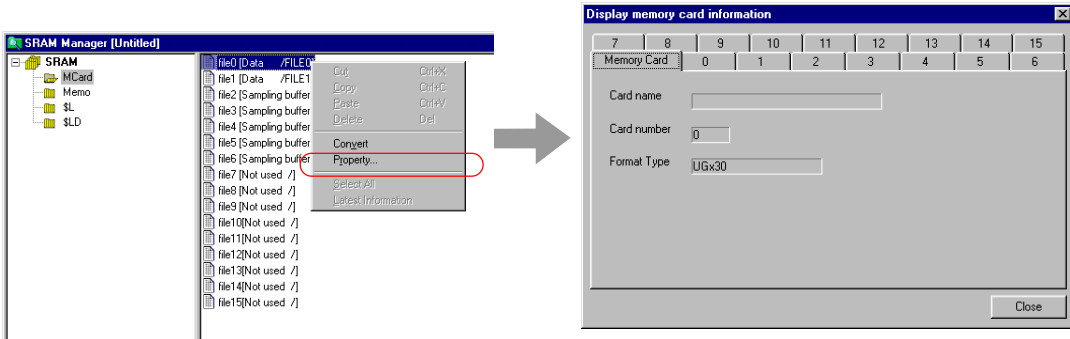 SRAM Manager [Untitled]
SRAM
MCard
Memo
$L
$LD
file0 [Data /FILE0]
file1 [Data /FILE1
file2 [Sampling buffer
file3 [Sampling buffer
file4 [Sampling buffer
file5 [Sampling buffer
file6 [Sampling buffer
file7 [Not used /]
file8 [Not used /]
file9 [Not used /]
file10[Not used /]
file11[Not used /]
file12[Not used /]
file13[Not used /]
file14[Not used /]
file15[Not used /]
Cut Ctrl+X
Copy Ctrl+C
Paste Ctrl+V
Delete Del
Convert
Property...
Select All
Latest Information
Display memory card information
7 8 9 10 11 12 13 14 15
Memory Card 0 1 2 3 4 5 6
Card name
Card number 0
Format Type UGx30
Close